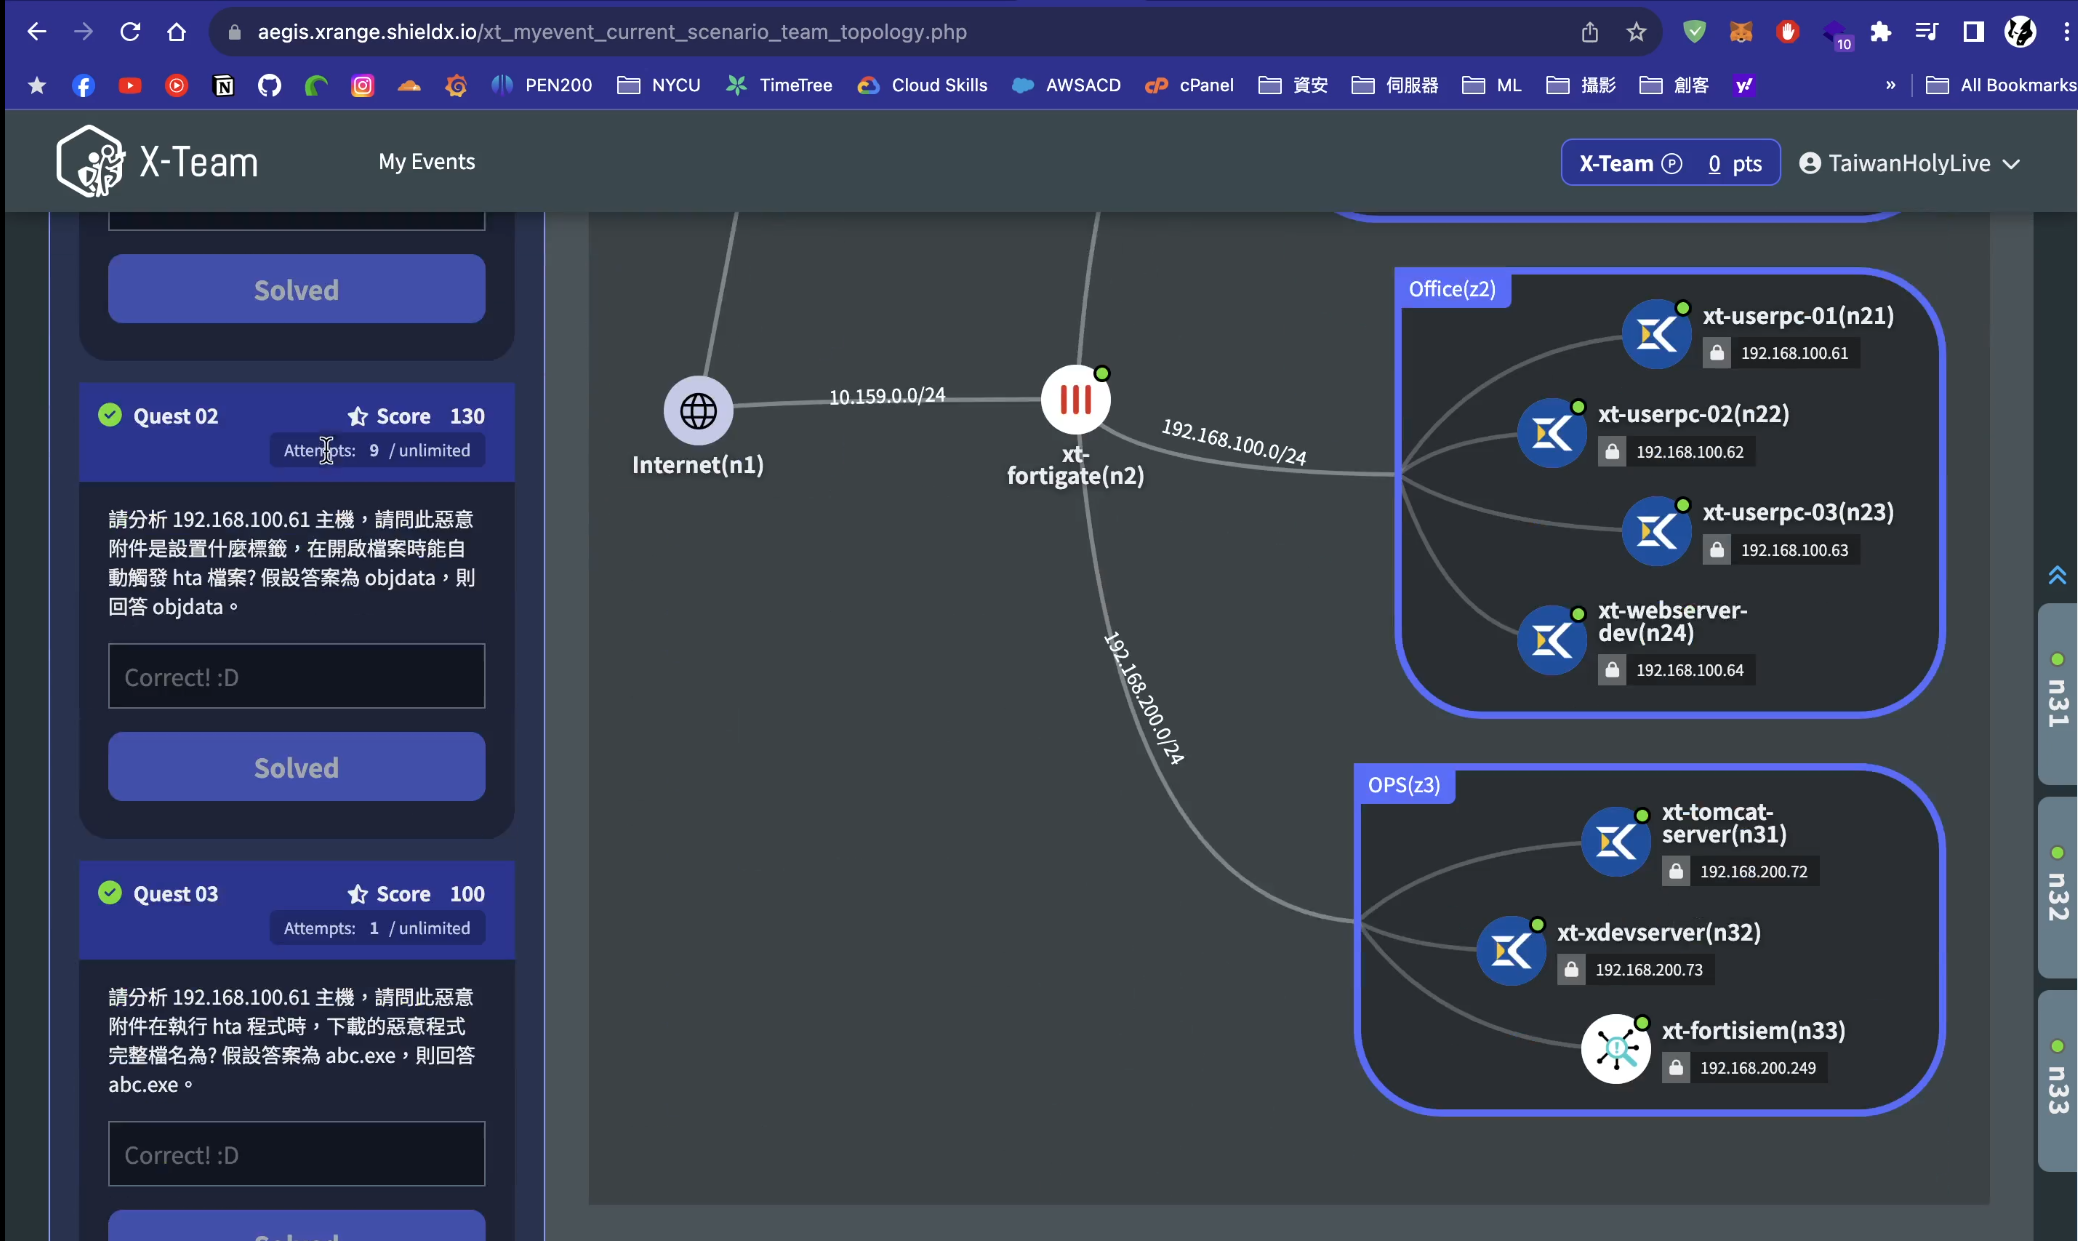 aegis.xrange.shieldx.io/xt_myevent_current_scenario_team_topology.php
10
PEN200
NYCU
TimeTree
Cloud Skills
AWSACD
cPanel
資安
伺服器
ML
攝影
創客
y!
»
All Bookmarks
X-Team
My Events
X-Team Ⓟ 0 pts
TaiwanHolyLive
Solved
Quest 02
Score 130
Attempts: 9 / unlimited
請分析 192.168.100.61 主機，請問此惡意
附件是設置什麼標籤，在開啟檔案時能自
動觸發 hta 檔案? 假設答案為 objdata，則
回答 objdata。
Correct! :D
Solved
Quest 03
Score 100
Attempts: 1 / unlimited
請分析 192.168.100.61 主機，請問此惡意
附件在執行 hta 程式時，下載的惡意程式
完整檔名為? 假設答案為 abc.exe，則回答
abc.exe。
Correct! :D
Internet(n1)
10.159.0.0/24
xt-
fortigate(n2)
192.168.100.0/24
192.168.200.0/24
Office(z2)
xt-userpc-01(n21)
192.168.100.61
xt-userpc-02(n22)
192.168.100.62
xt-userpc-03(n23)
192.168.100.63
xt-webserver-
dev(n24)
192.168.100.64
OPS(z3)
xt-tomcat-
server(n31)
192.168.200.72
xt-xdevserver(n32)
192.168.200.73
xt-fortisiem(n33)
192.168.200.249
n31
n32
n33